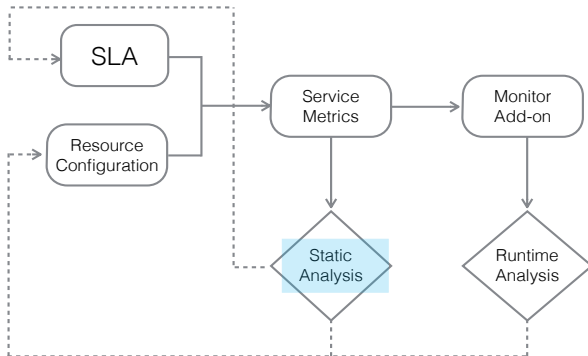 SLA
Resource
Configuration
Service
Metrics
Monitor
Add-on
Static
Analysis
Runtime
Analysis